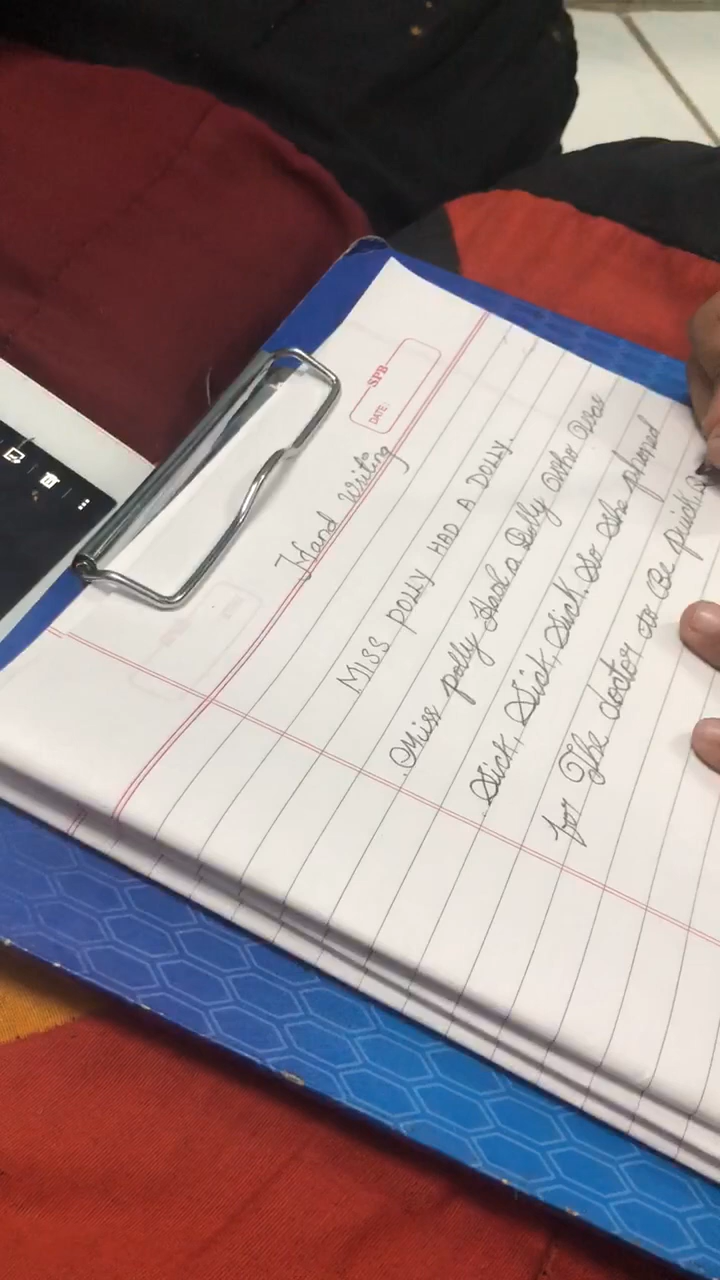 SPB
DATE:
Hand Writing
MISS POLLY HAD A DOLLY.
Miss polly Had a Dolly who was
Sick, Sick, Sick. So She phoned
for The doctor to Be quick,